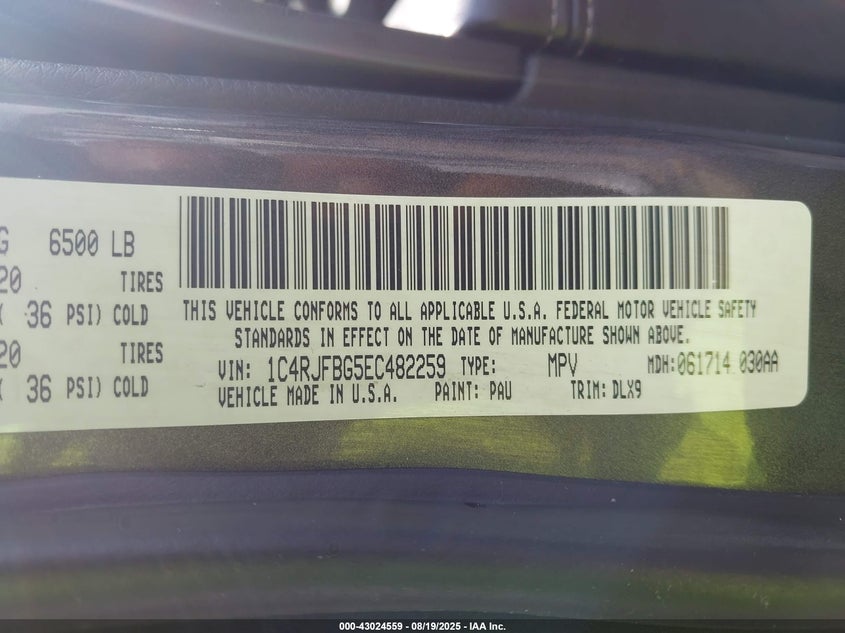 G 6500 LB
20 TIRES
( 36 PSI) COLD
20 TIRES
( 36 PSI) COLD
THIS VEHICLE CONFORMS TO ALL APPLICABLE U.S.A. FEDERAL MOTOR VEHICLE SAFETY
STANDARDS IN EFFECT ON THE DATE OF MANUFACTURE SHOWN ABOVE.
VIN: 1C4RJFBG5EC482259 TYPE: MPV MDH:061714 030AA
VEHICLE MADE IN U.S.A. PAINT: PAU TRIM: DLX9
000-43024559 - 08/19/2025 - IAA Inc.